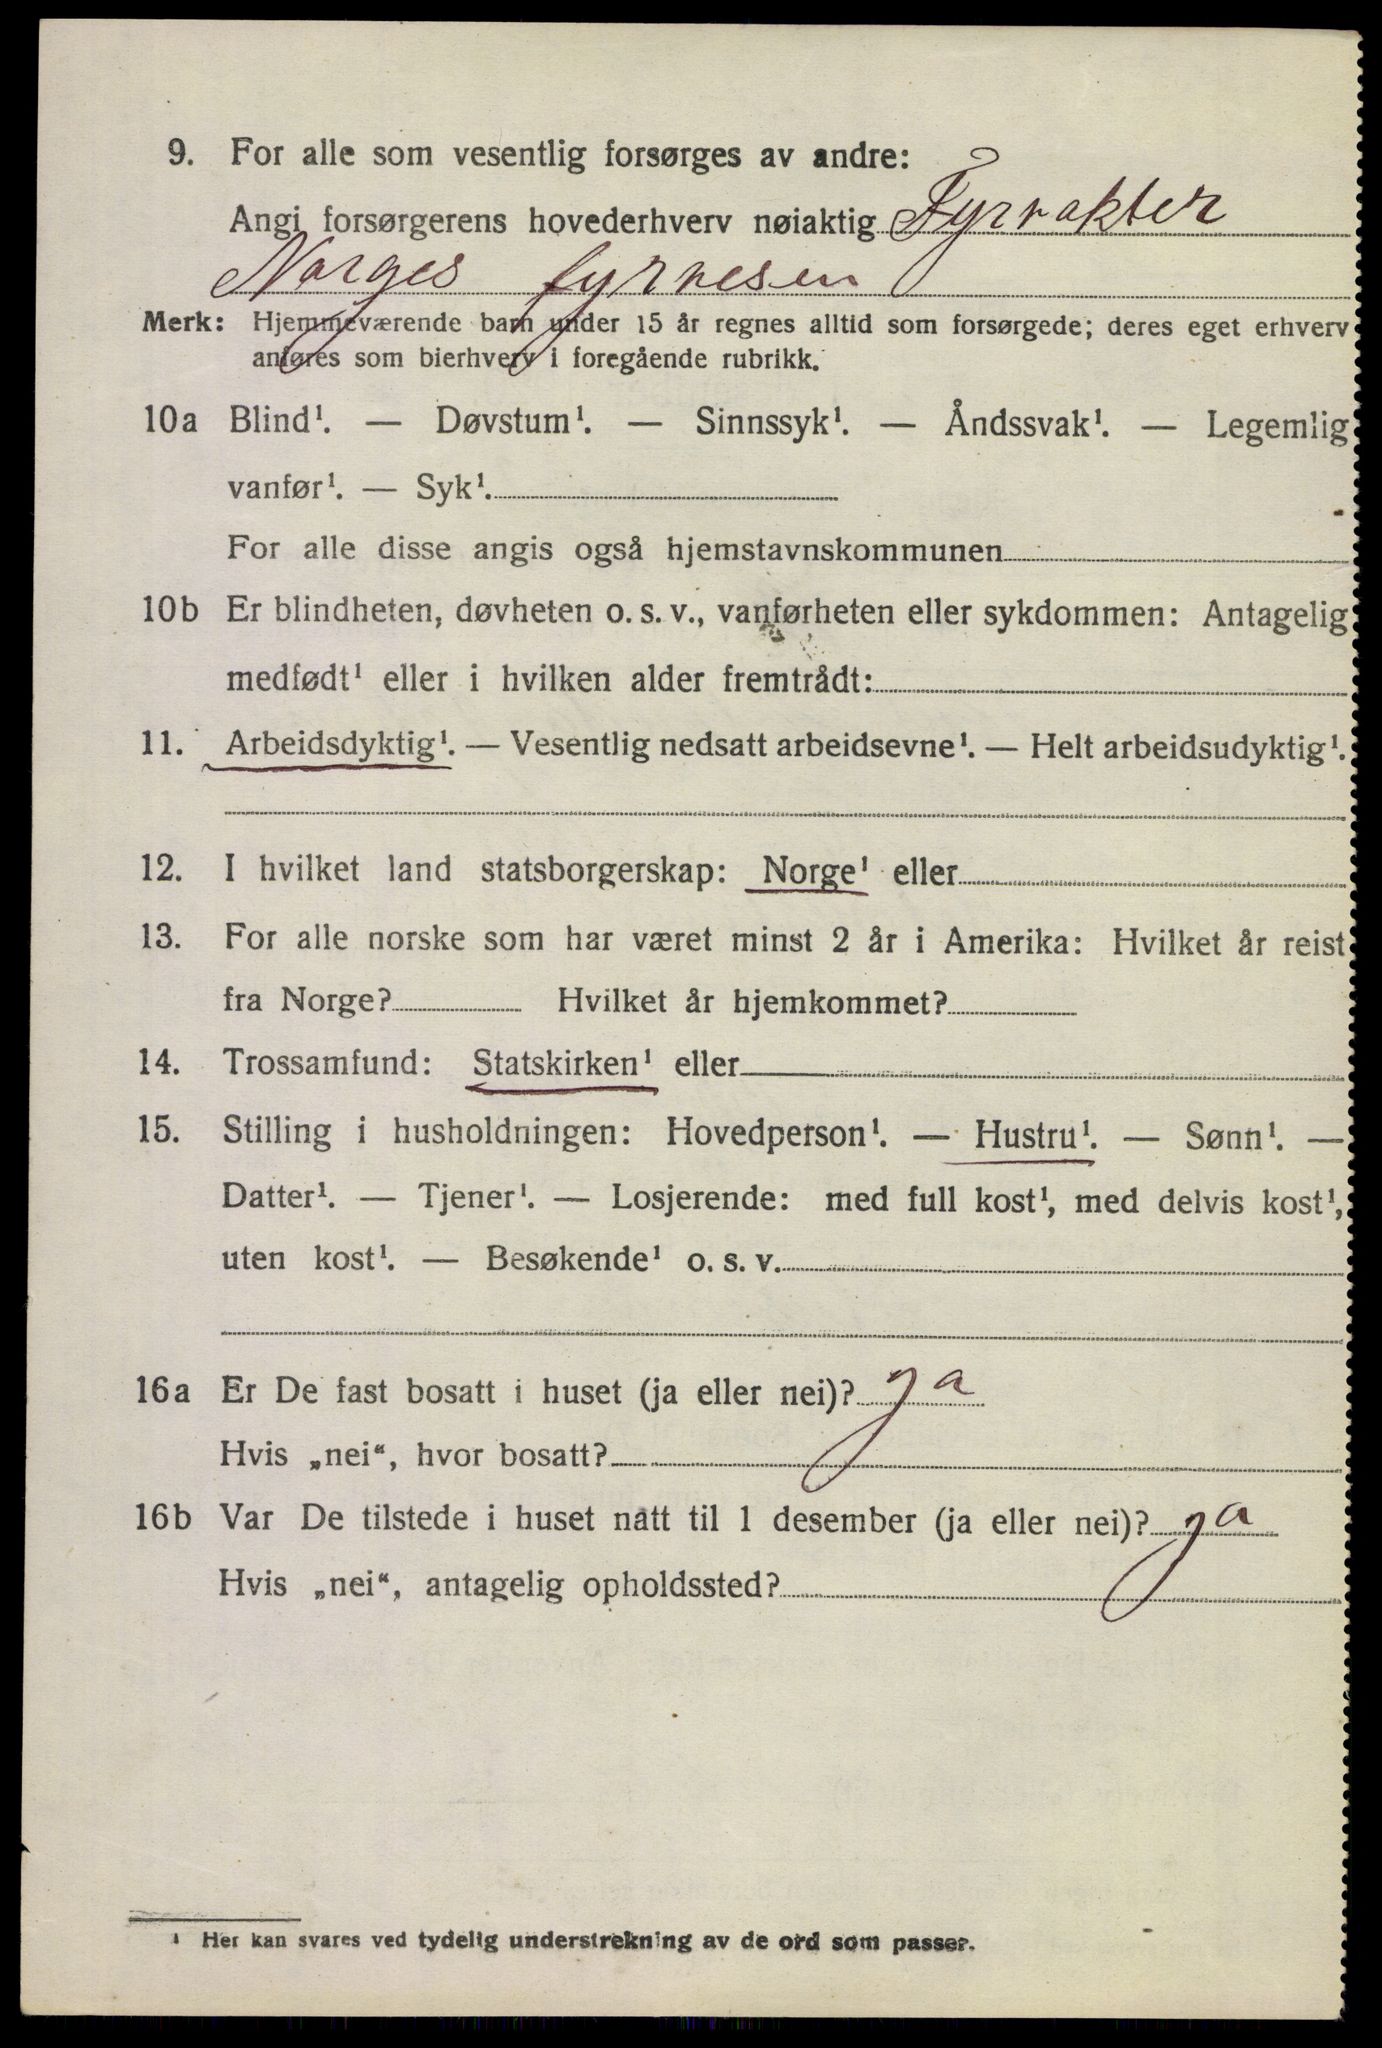 9. For alle som vesentlig forsørges av andre:
Angi forsørgerens hovederhverv nøiaktig Fyrvakter
Norges fyrvesen
Merk: Hjemmeværende barn under 15 år regnes alltid som forsørgede; deres eget erhverv
anføres som bierhverv i foregående rubrikk.
10a Blind¹. — Døvstum¹. — Sinnssyk¹. — Åndssvak¹. — Legemlig
vanfør¹. — Syk¹.
For alle disse angis også hjemstavnskommunen
10b Er blindheten, døvheten o. s. v., vanførheten eller sykdommen: Antagelig
medfødt¹ eller i hvilken alder fremtrådt:
11. Arbeidsdyktig¹. — Vesentlig nedsatt arbeidsevne¹. — Helt arbeidsudyktig¹.
12. I hvilket land statsborgerskap: Norge¹ eller
13. For alle norske som har været minst 2 år i Amerika: Hvilket år reist
fra Norge? Hvilket år hjemkommet?
14. Trossamfund: Statskirken¹ eller
15. Stilling i husholdningen: Hovedperson¹. — Hustru¹. — Sønn¹. —
Datter¹. — Tjener¹. — Losjerende: med full kost¹, med delvis kost¹,
uten kost¹. — Besøkende¹ o. s. v.
16a Er De fast bosatt i huset (ja eller nei)? ja
Hvis „nei“, hvor bosatt?
16b Var De tilstede i huset natt til 1 desember (ja eller nei)? ja
Hvis „nei“, antagelig opholdssted?
¹ Her kan svares ved tydelig understrekning av de ord som passer.